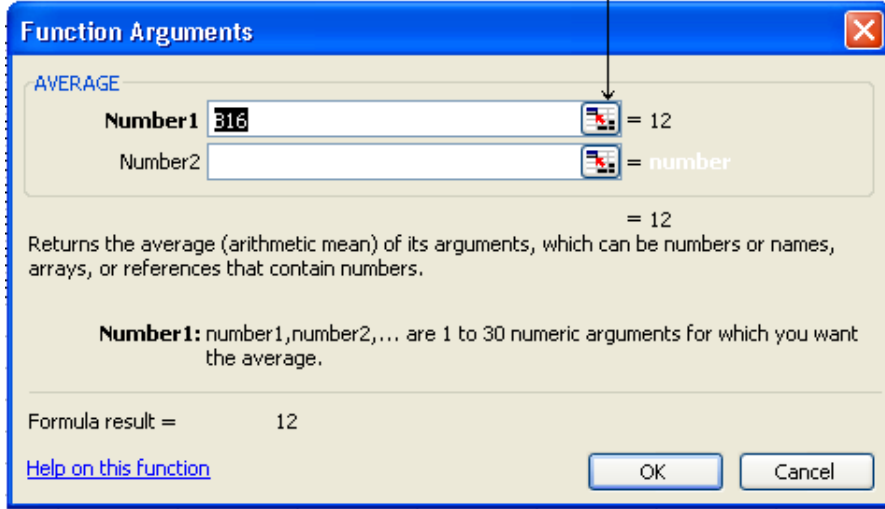 Function Arguments
AVERAGE
Number1 B16 = 12
Number2 = number
= 12
Returns the average (arithmetic mean) of its arguments, which can be numbers or names,
arrays, or references that contain numbers.
Number1: number1,number2,... are 1 to 30 numeric arguments for which you want
the average.
Formula result = 12
Help on this function
OK Cancel